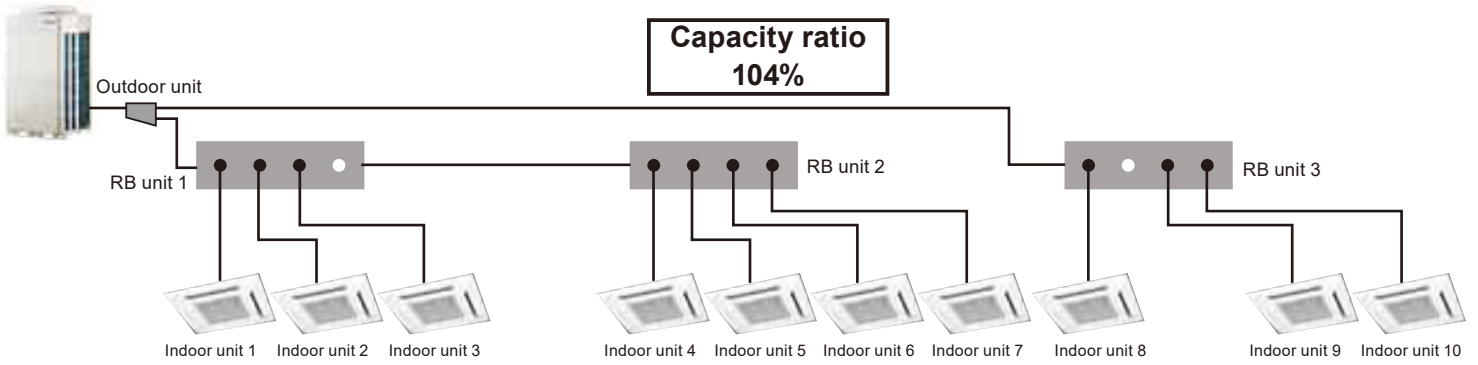 Capacity ratio
104%
Outdoor unit
RB unit 1
RB unit 2
RB unit 3
Indoor unit 1
Indoor unit 2
Indoor unit 3
Indoor unit 4
Indoor unit 5
Indoor unit 6
Indoor unit 7
Indoor unit 8
Indoor unit 9
Indoor unit 10